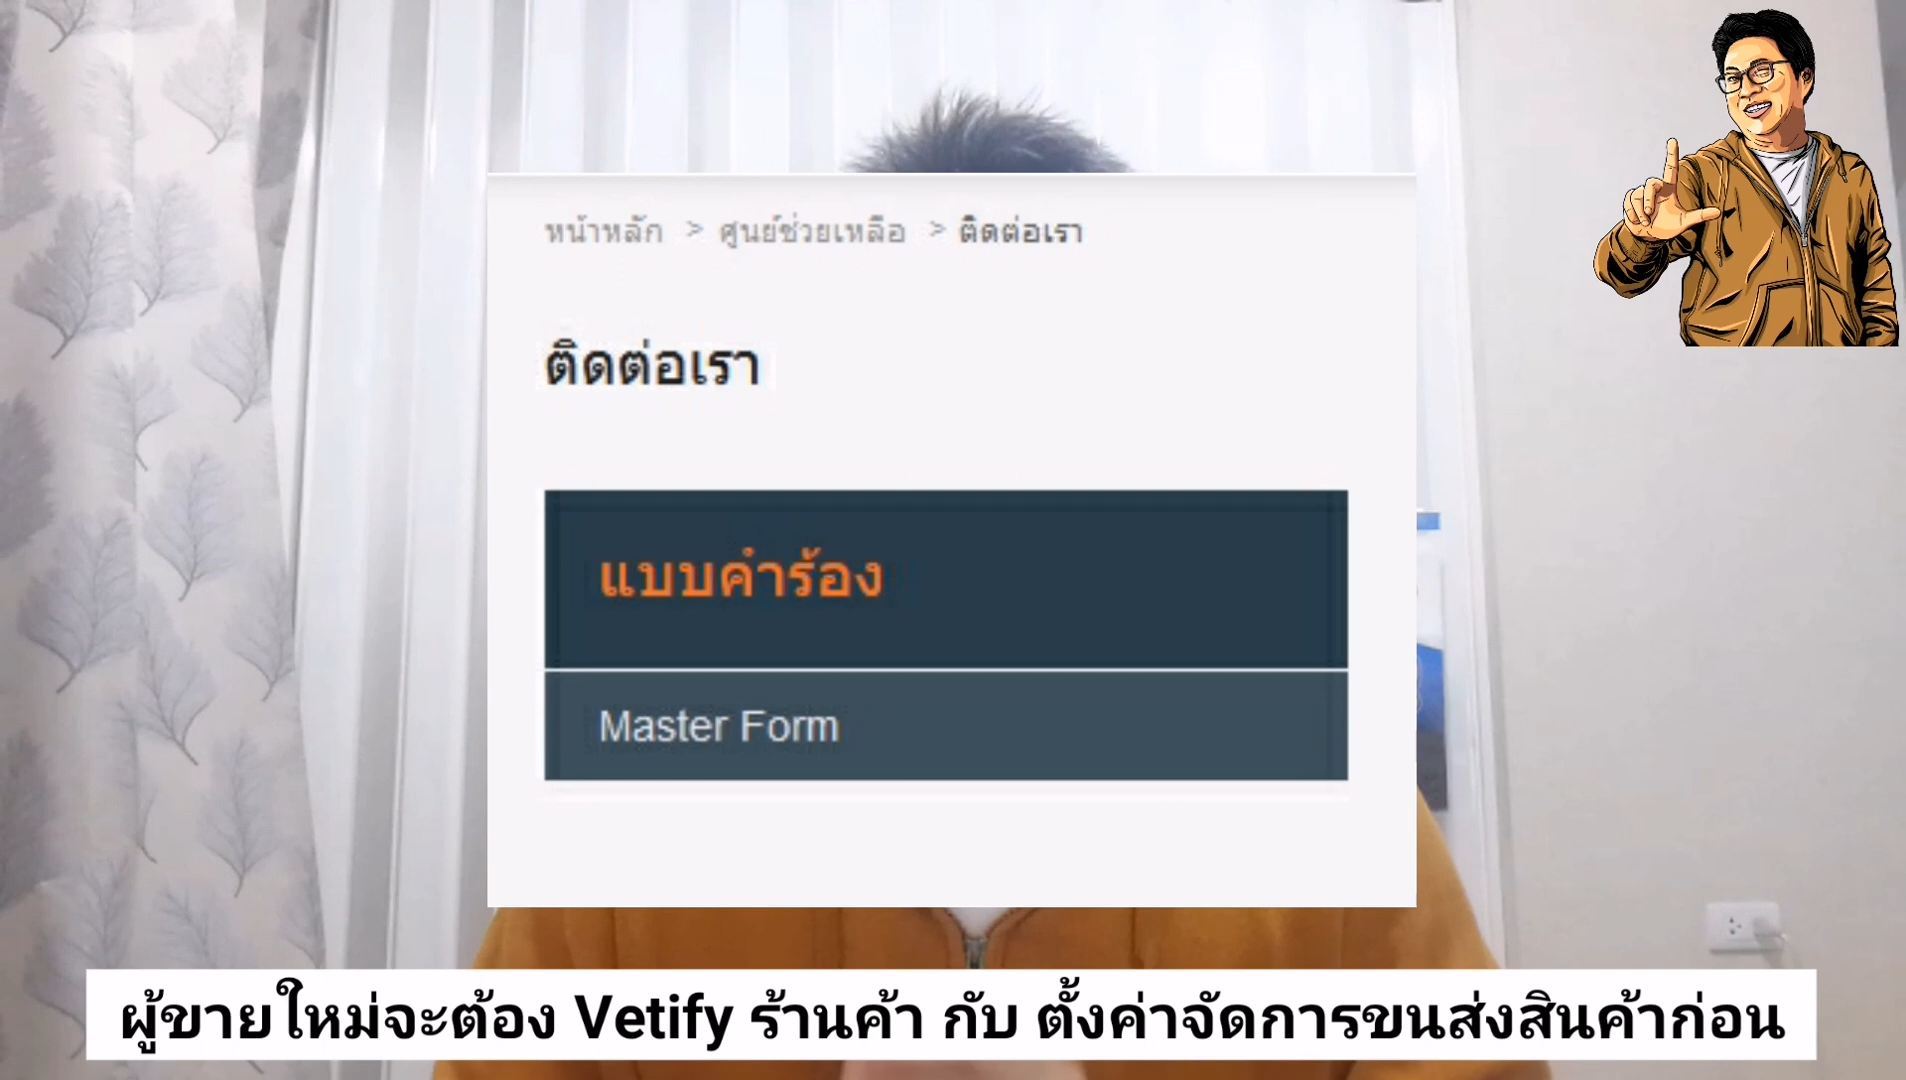 หน้าหลัก > ศูนย์ช่วยเหลือ > ติดต่อเรา
ติดต่อเรา
แบบคำร้อง
Master Form
ผู้ขายใหม่จะต้อง Vetify ร้านค้า กับ ตั้งค่าจัดการขนส่งสินค้าก่อน